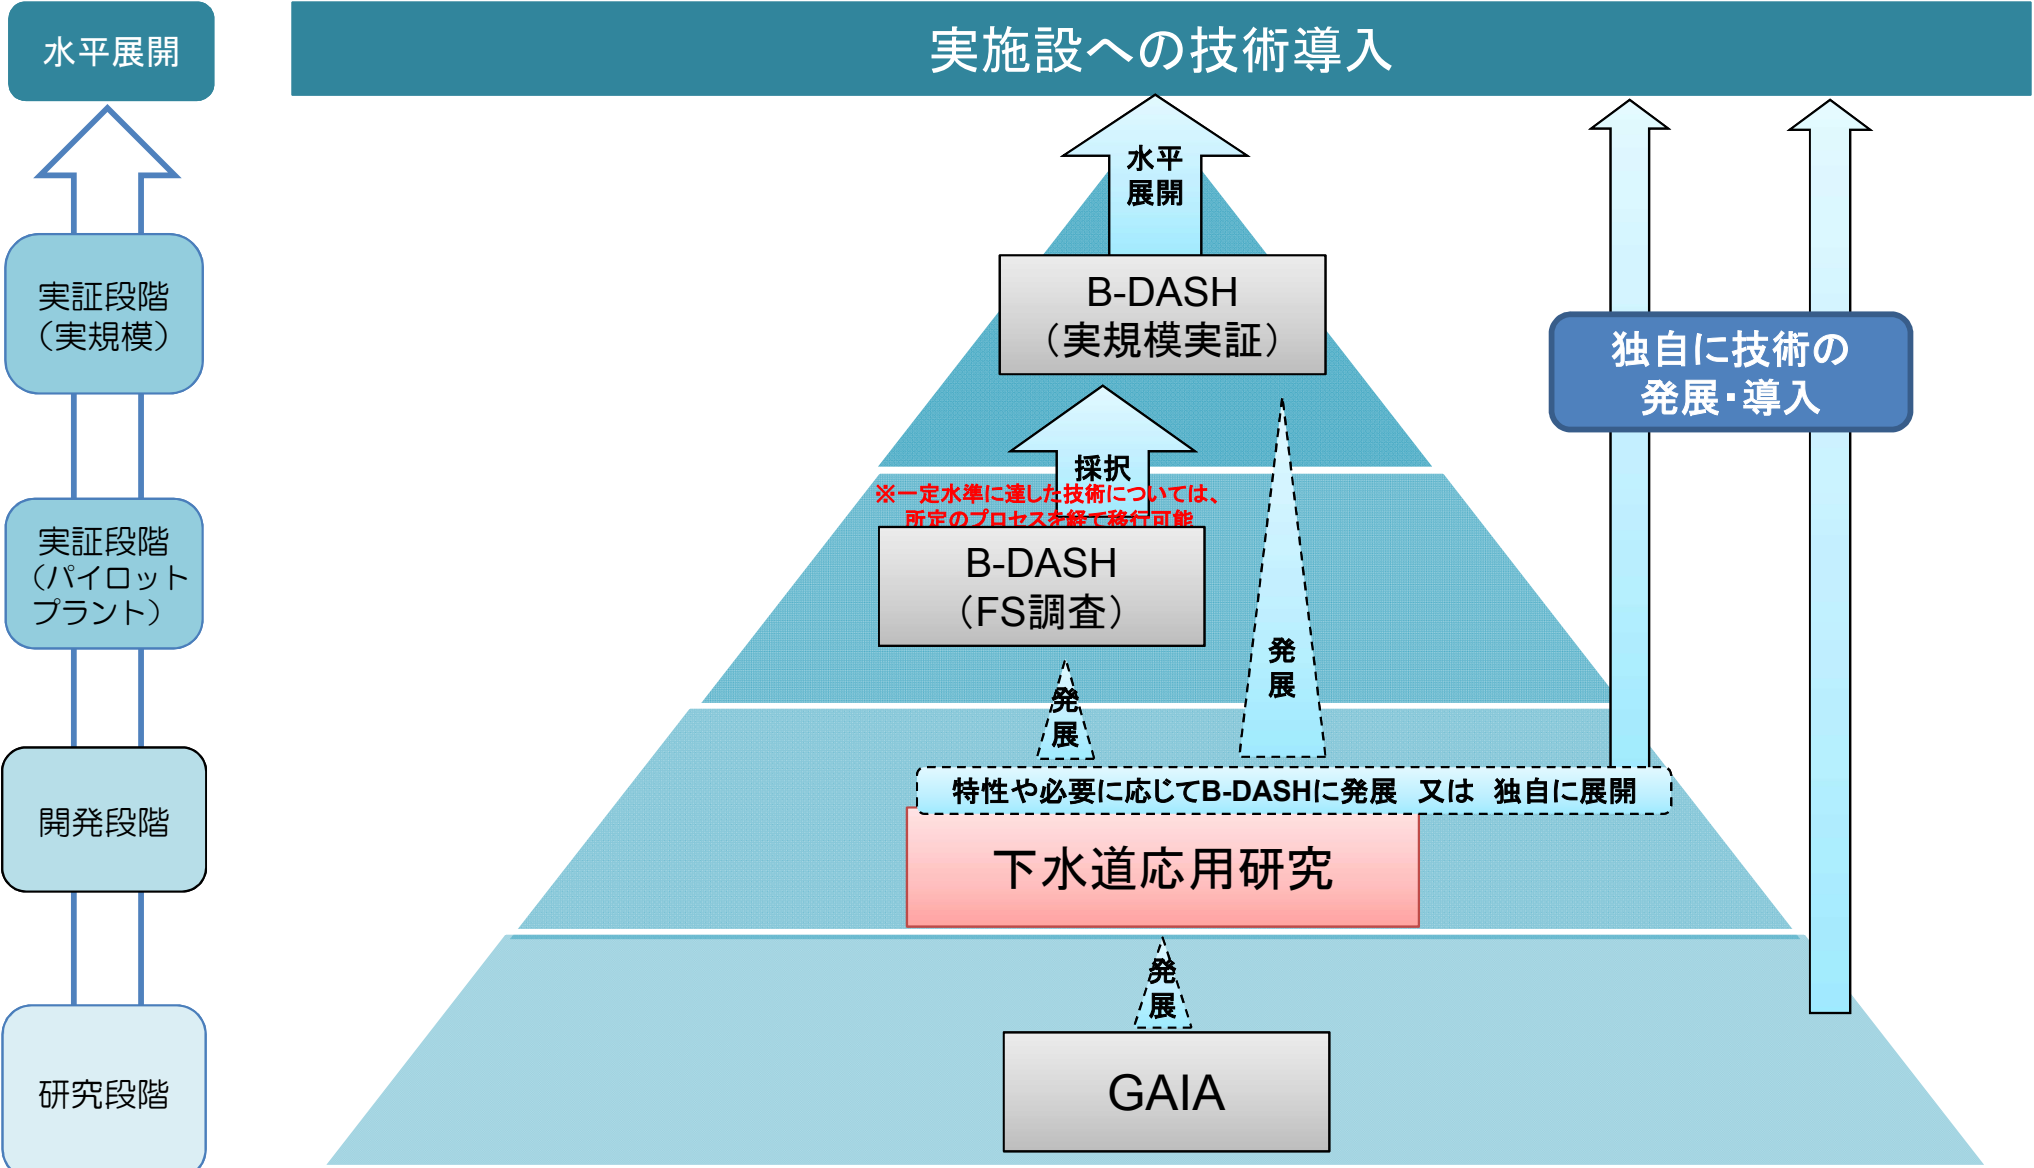 水平展開
実施設への技術導入
水平
展開
実証段階
（実規模）
B-DASH
（実規模実証）
独自に技術の
発展・導入
採択
※一定水準に達した技術については、
所定のプロセスを経て移行可能
実証段階
（パイロット
プラント）
B-DASH
（FS調査）
発
展
発
展
特性や必要に応じてB-DASHに発展　又は　独自に展開
開発段階
下水道応用研究
発
展
研究段階
GAIA